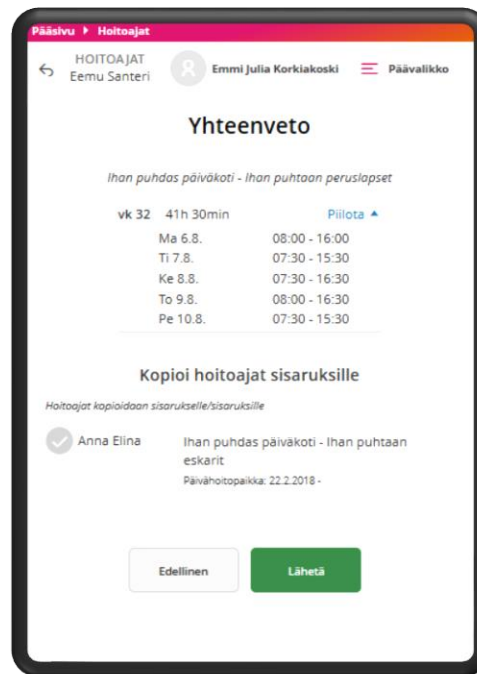 Pääsivu Hoitoajat
HOITOAJAT
Eemu Santeri
Emmi Julia Korkiakoski
Päävalikko
Yhteenveto
Ihan puhdas päiväkoti - Ihan puhtaan peruslapset
vk 32 41h 30min Piilota
Ma 6.8. 08:00 - 16:00
Ti 7.8. 07:30 - 15:30
Ke 8.8. 07:30 - 16:30
To 9.8. 08:00 - 16:30
Pe 10.8. 07:30 - 15:30
Kopioi hoitoajat sisaruksille
Hoitoajat kopioidaan sisarukselle/sisaruksille
Anna Elina
Ihan puhdas päiväkoti - Ihan puhtaan
eskarit
Päivähoitopaikka: 22.2.2018 -
Edellinen Lähetä